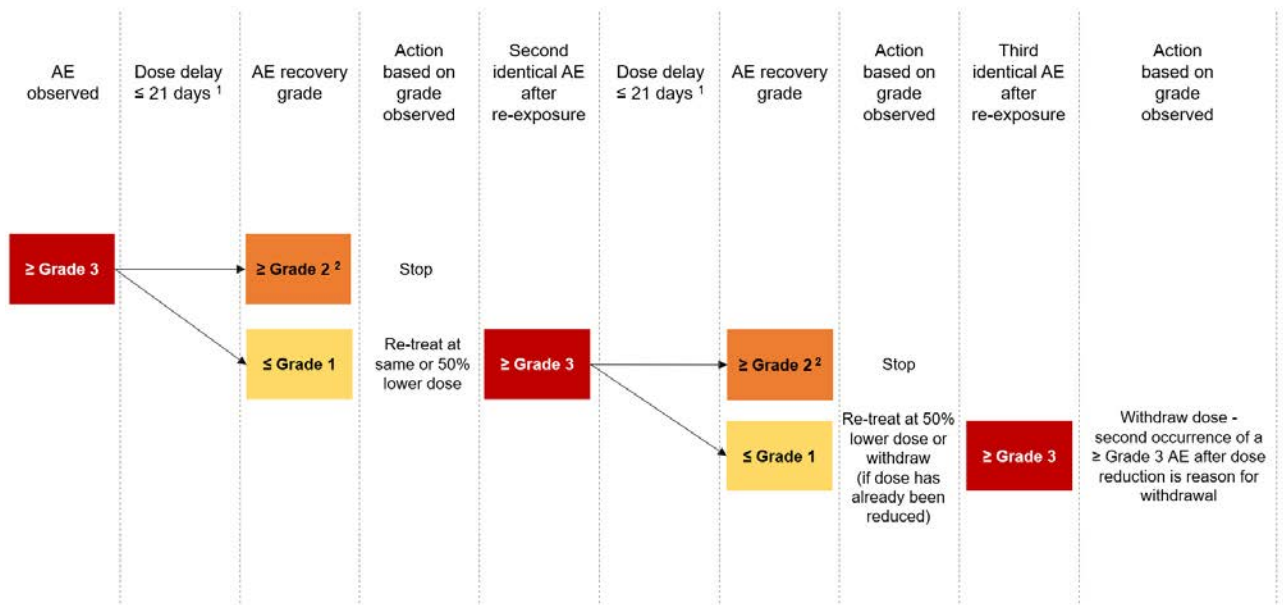 AE
observed
Dose delay
≤ 21 days 1
AE recovery
grade
Action
based on
grade
observed
Second
identical AE
after
re-exposure
Dose delay
≤ 21 days 1
AE recovery
grade
Action
based on
grade
observed
Third
identical AE
after
re-exposure
Action
based on
grade
observed
≥ Grade 3
≥ Grade 2 2
Stop
≤ Grade 1
Re-treat at
same or 50%
lower dose
≥ Grade 3
≥ Grade 2 2
Stop
≤ Grade 1
Re-treat at 50%
lower dose or
withdraw
(if dose has
already been
reduced)
≥ Grade 3
Withdraw dose -
second occurrence of a
≥ Grade 3 AE after dose
reduction is reason for
withdrawal